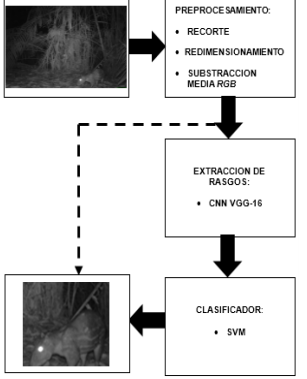 PREPROCESAMIENTO:
• RECORTE
• REDIMENSIONAMIENTO
• SUBSTRACCION
MEDIA RGB
EXTRACCION DE
RASGOS:
• CNN VGG-16
CLASIFICADOR:
• SVM